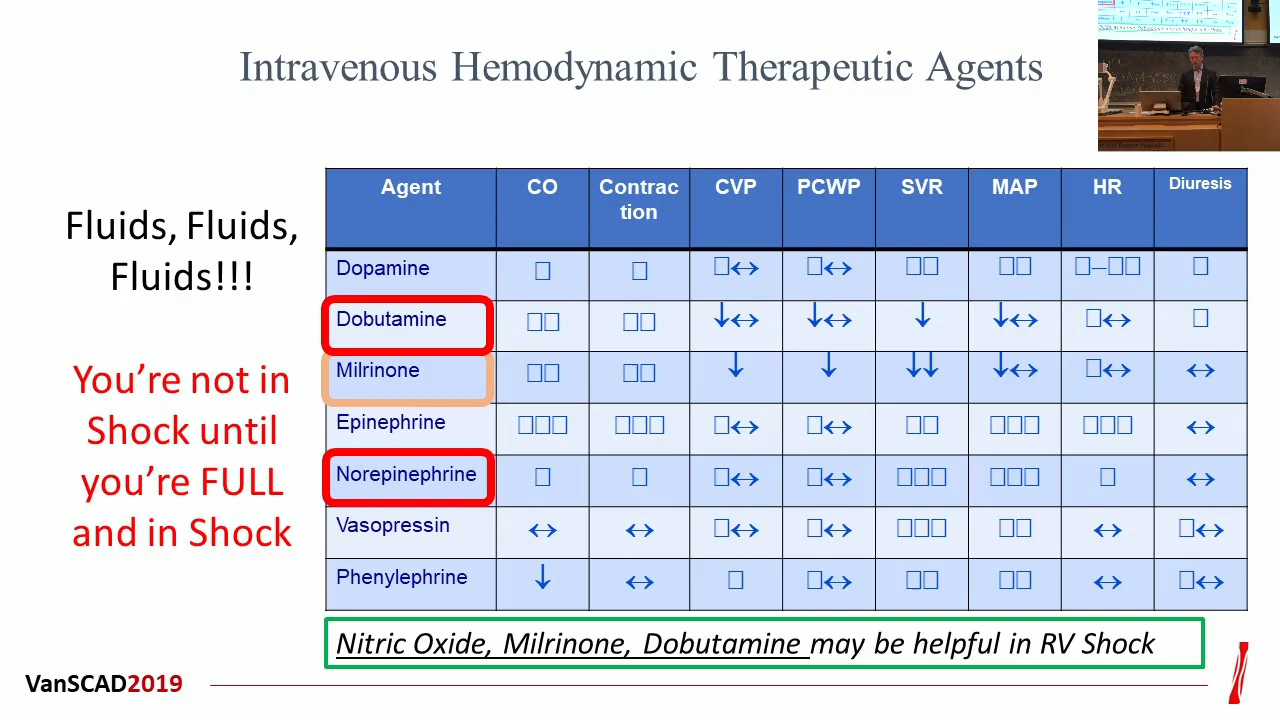 Intravenous Hemodynamic Therapeutic Agents
Fluids, Fluids,
Fluids!!!
You're not in
Shock until
you're FULL
and in Shock
Agent CO Contrac
tion CVP PCWP SVR MAP HR Diuresis
Dopamine □ □ □↔ □↔ □□ □□ □–□□ □
Dobutamine □□ □□ ↓↔ ↓↔ ↓ ↓↔ □↔ □
Milrinone □□ □□ ↓ ↓ ↓↓ ↓↔ □↔ ↔
Epinephrine □□□ □□□ □↔ □↔ □□ □□□ □□□ ↔
Norepinephrine □ □ □↔ □↔ □□□ □□□ □ ↔
Vasopressin ↔ ↔ □↔ □↔ □□□ □□ ↔ □↔
Phenylephrine ↓ ↔ □ □↔ □□ □□ ↔ □↔
Nitric Oxide, Milrinone, Dobutamine may be helpful in RV Shock
VanSCAD2019